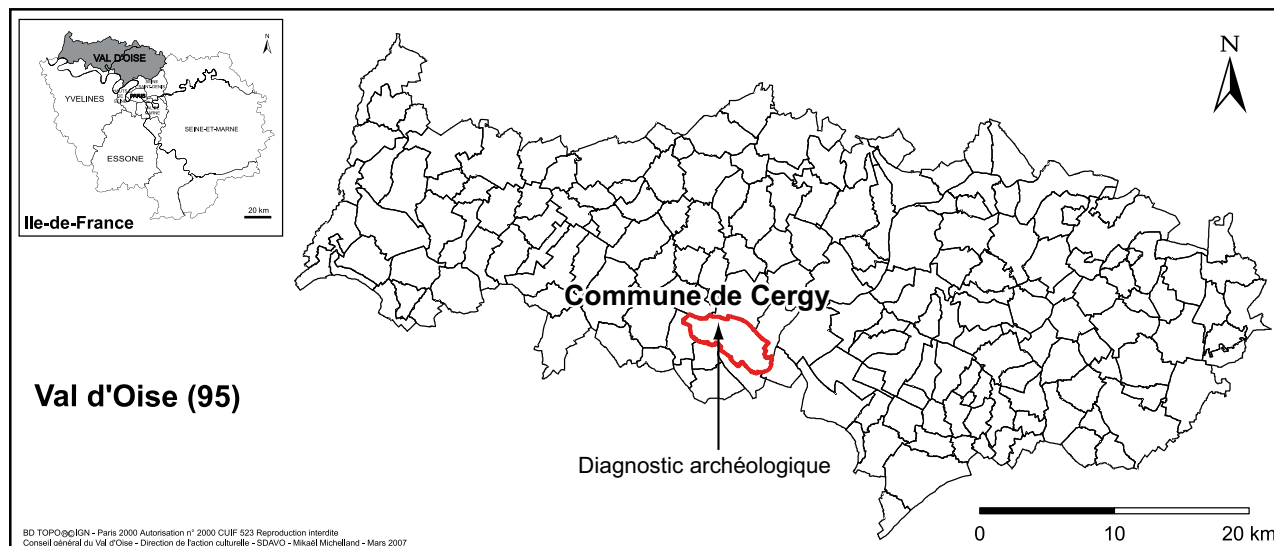 N
VAL D'OISE
YVELINES
PARIS
SEINE-ET-MARNE
ESSONE
20 km
Ile-de-France
N
Commune de Cergy
Val d'Oise (95)
Diagnostic archéologique
0 10 20 km
BD TOPO©©IGN - Paris 2000 Autorisation n° 2000 CUIF 523 Reproduction interdite
Conseil général du Val d'Oise - Direction de l'action culturelle - SDAVO - Mikaël Michelland - Mars 2007